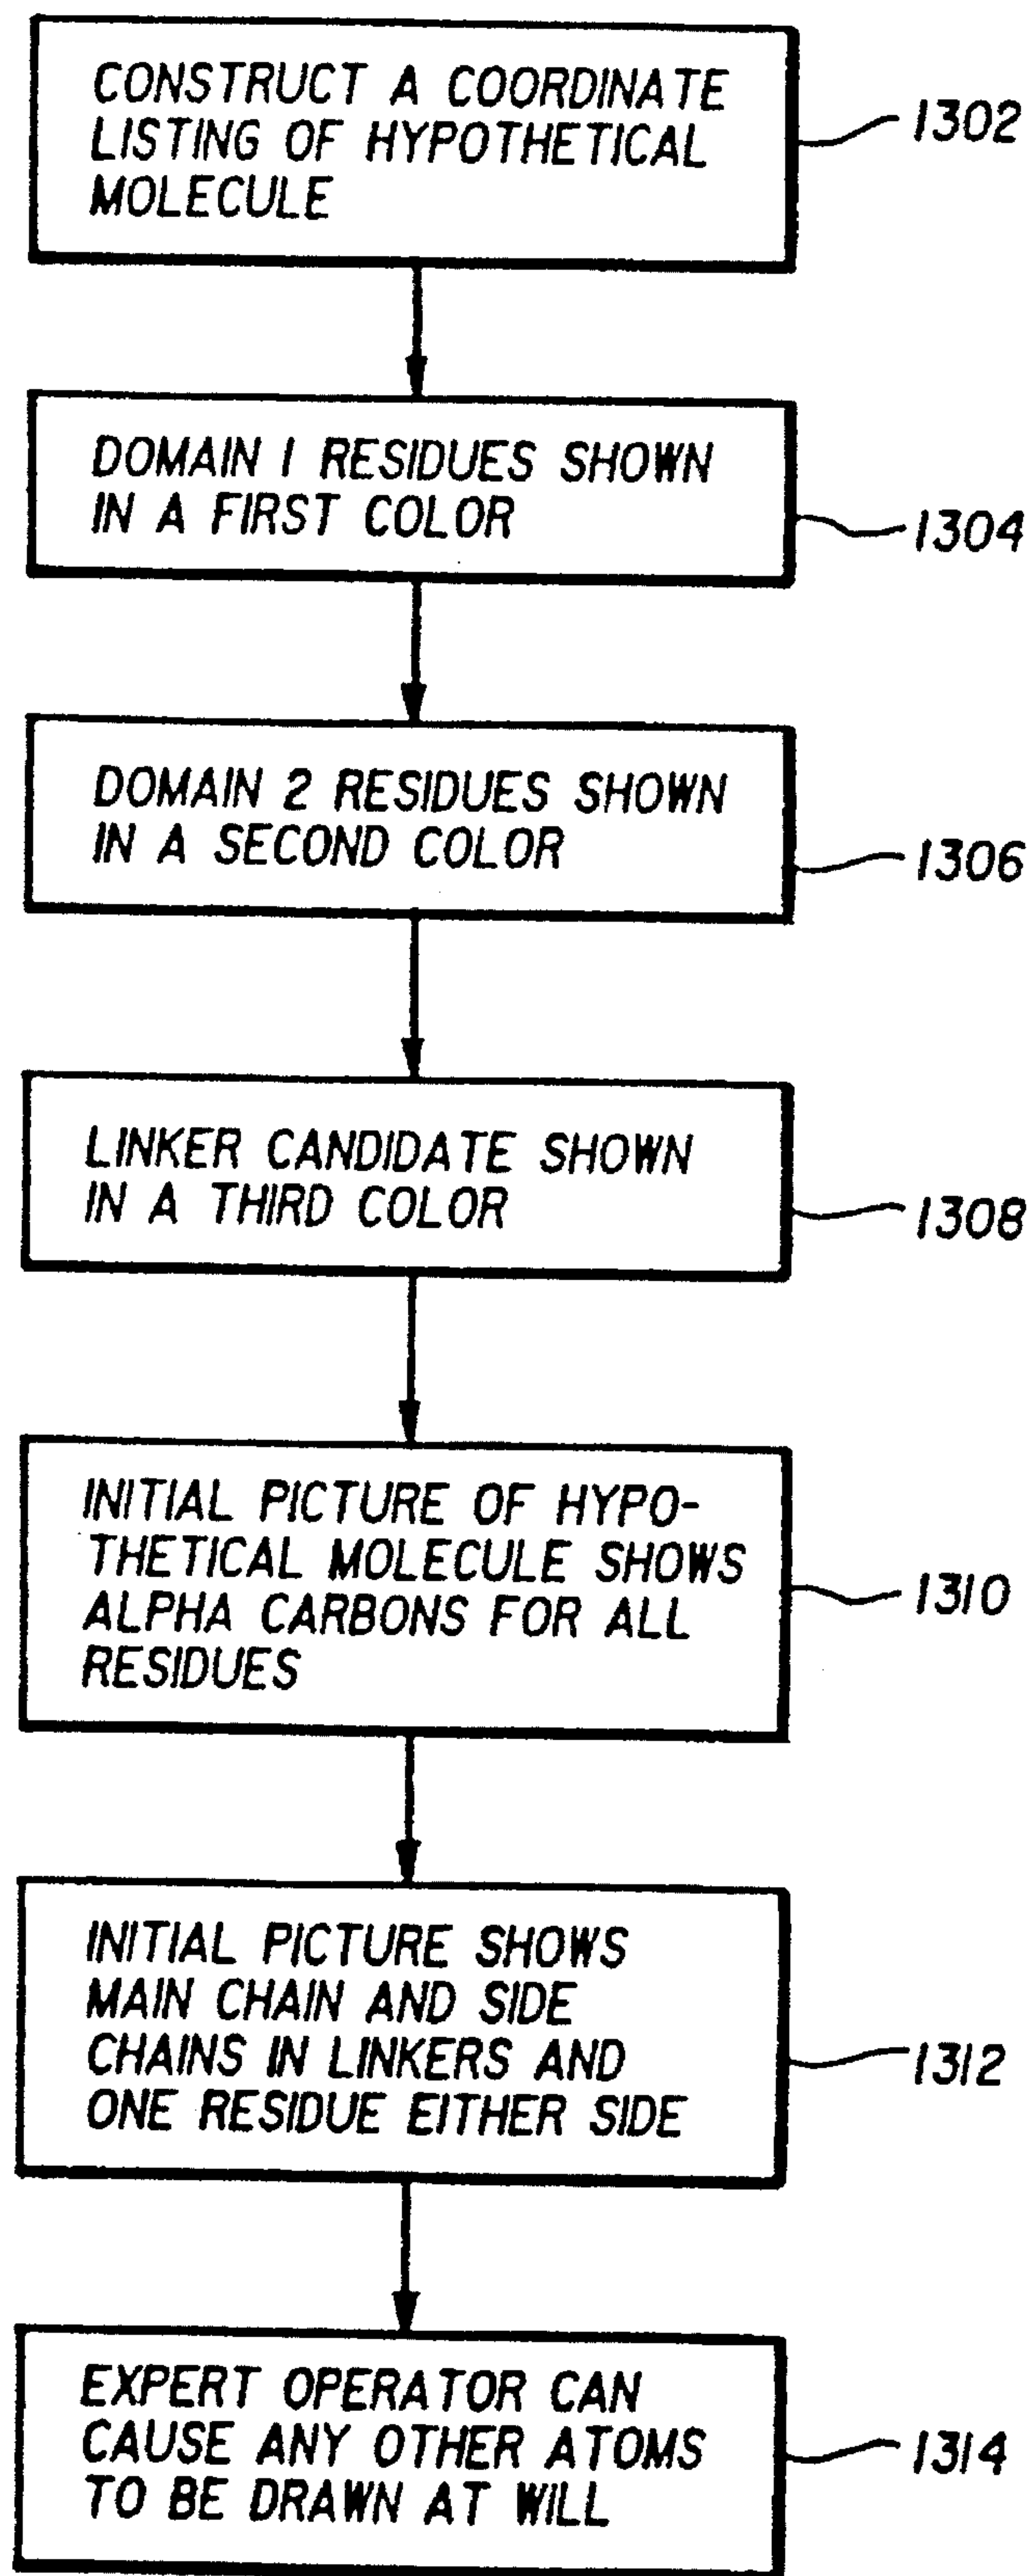 CONSTRUCT A COORDINATE
LISTING OF HYPOTHETICAL
MOLECULE
1302
DOMAIN 1 RESIDUES SHOWN
IN A FIRST COLOR
1304
DOMAIN 2 RESIDUES SHOWN
IN A SECOND COLOR
1306
LINKER CANDIDATE SHOWN
IN A THIRD COLOR
1308
INITIAL PICTURE OF HYPO-
THETICAL MOLECULE SHOWS
ALPHA CARBONS FOR ALL
RESIDUES
1310
INITIAL PICTURE SHOWS
MAIN CHAIN AND SIDE
CHAINS IN LINKERS AND
ONE RESIDUE EITHER SIDE
1312
EXPERT OPERATOR CAN
CAUSE ANY OTHER ATOMS
TO BE DRAWN AT WILL
1314